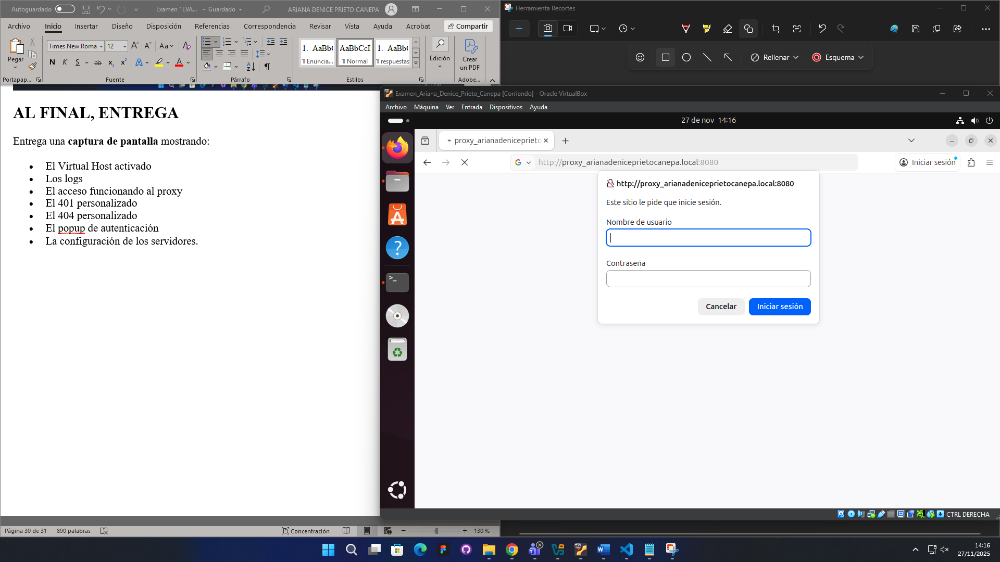 Autoguardado
Examen 1EVA... - Guardado
ARIANA DENICE PRIETO CANEPA
Archivo Inicio Insertar Diseño Disposición Referencias Correspondencia Revisar Vista Ayuda Acrobat Compartir
Pegar
Times New Roma 12
Aa
N K S ab x₂ x²
1. AaBb( AaBbCcI 1. AaBb(
¶ Enuncia... ¶ Normal ¶ respuestas
Edición
Crear
un PDF
Portapap... Fuente Párrafo Estilos Adobe...
AL FINAL, ENTREGA
Entrega una captura de pantalla mostrando:
• El Virtual Host activado
• Los logs
• El acceso funcionando al proxy
• El 401 personalizado
• El 404 personalizado
• El popup de autenticación
• La configuración de los servidores.
Página 30 de 31 890 palabras
Concentración
130 %
Herramienta Recortes
Rellenar
Esquema
Examen_Ariana_Denice_Prieto_Canepa [Corriendo] - Oracle VirtualBox
Archivo Máquina Ver Entrada Dispositivos Ayuda
27 de nov 14:16
proxy_arianadeniceprieto
http://proxy_arianadeniceprietocanepa.local:8080
Iniciar sesión
http://proxy_arianadeniceprietocanepa.local:8080
Este sitio le pide que inicie sesión.
Nombre de usuario
Contraseña
Cancelar
Iniciar sesión
CTRL DERECHA
14:16
27/11/2025